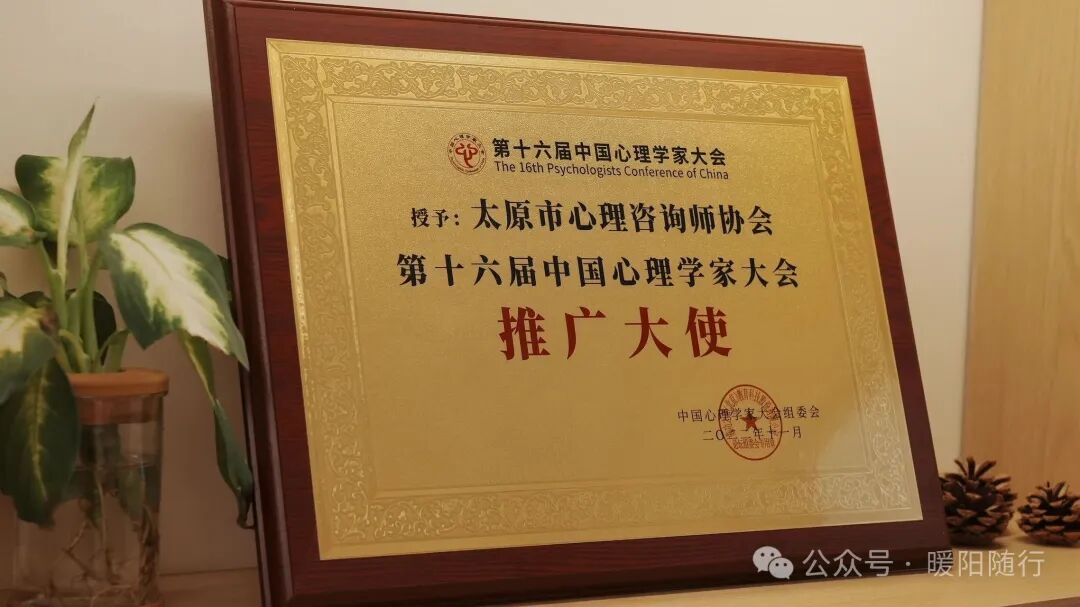 第十六届中国心理学家大会
The 16th Psychologists Conference of China
授予：太原市心理咨询师协会
第十六届中国心理学家大会
推广大使
中国心理学家大会组委会
年十一月
公众号 · 暖阳随行